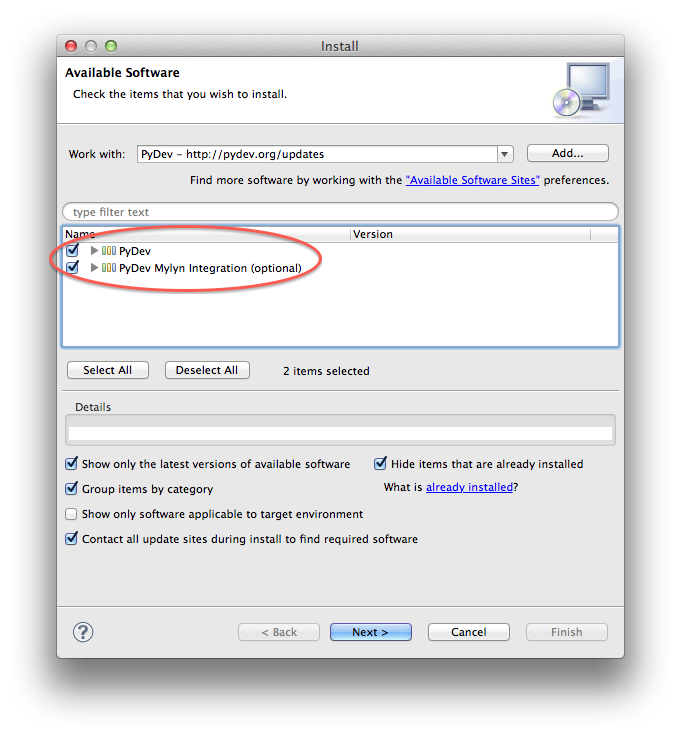 Install
Available Software
Check the items that you wish to install.
Work with: PyDev - http://pydev.org/updates Add...
Find more software by working with the "Available Software Sites" preferences.
type filter text
Name Version
PyDev
PyDev Mylyn Integration (optional)
Select All Deselect All 2 items selected
Details
Show only the latest versions of available software Hide items that are already installed
Group items by category What is already installed?
Show only software applicable to target environment
Contact all update sites during install to find required software
? < Back Next > Cancel Finish